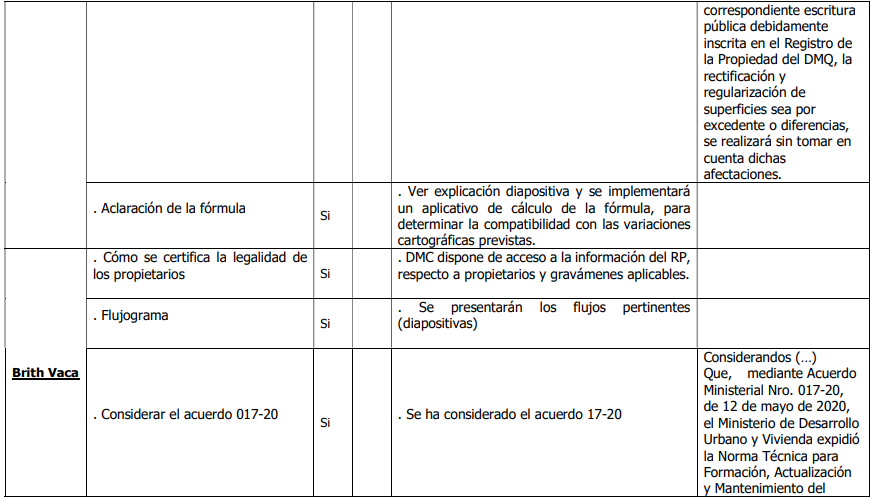 correspondiente escritura
pública debidamente
inscrita en el Registro de
la Propiedad del DMQ, la
rectificación y
regularización de
superficies sea por
excedente o diferencias,
se realizará sin tomar en
cuenta dichas
afectaciones.
. Aclaración de la fórmula
Si
. Ver explicación diapositiva y se implementará
un aplicativo de cálculo de la fórmula, para
determinar la compatibilidad con las variaciones
cartográficas previstas.
. Cómo se certifica la legalidad de
los propietarios
Si
. DMC dispone de acceso a la información del RP,
respecto a propietarios y gravámenes aplicables.
. Flujograma
Si
. Se presentarán los flujos pertinentes
(diapositivas)
Brith Vaca
. Considerar el acuerdo 017-20
Si
. Se ha considerado el acuerdo 17-20
Considerandos (…)
Que, mediante Acuerdo
Ministerial Nro. 017-20,
de 12 de mayo de 2020,
el Ministerio de Desarrollo
Urbano y Vivienda expidió
la Norma Técnica para
Formación, Actualización
y Mantenimiento del